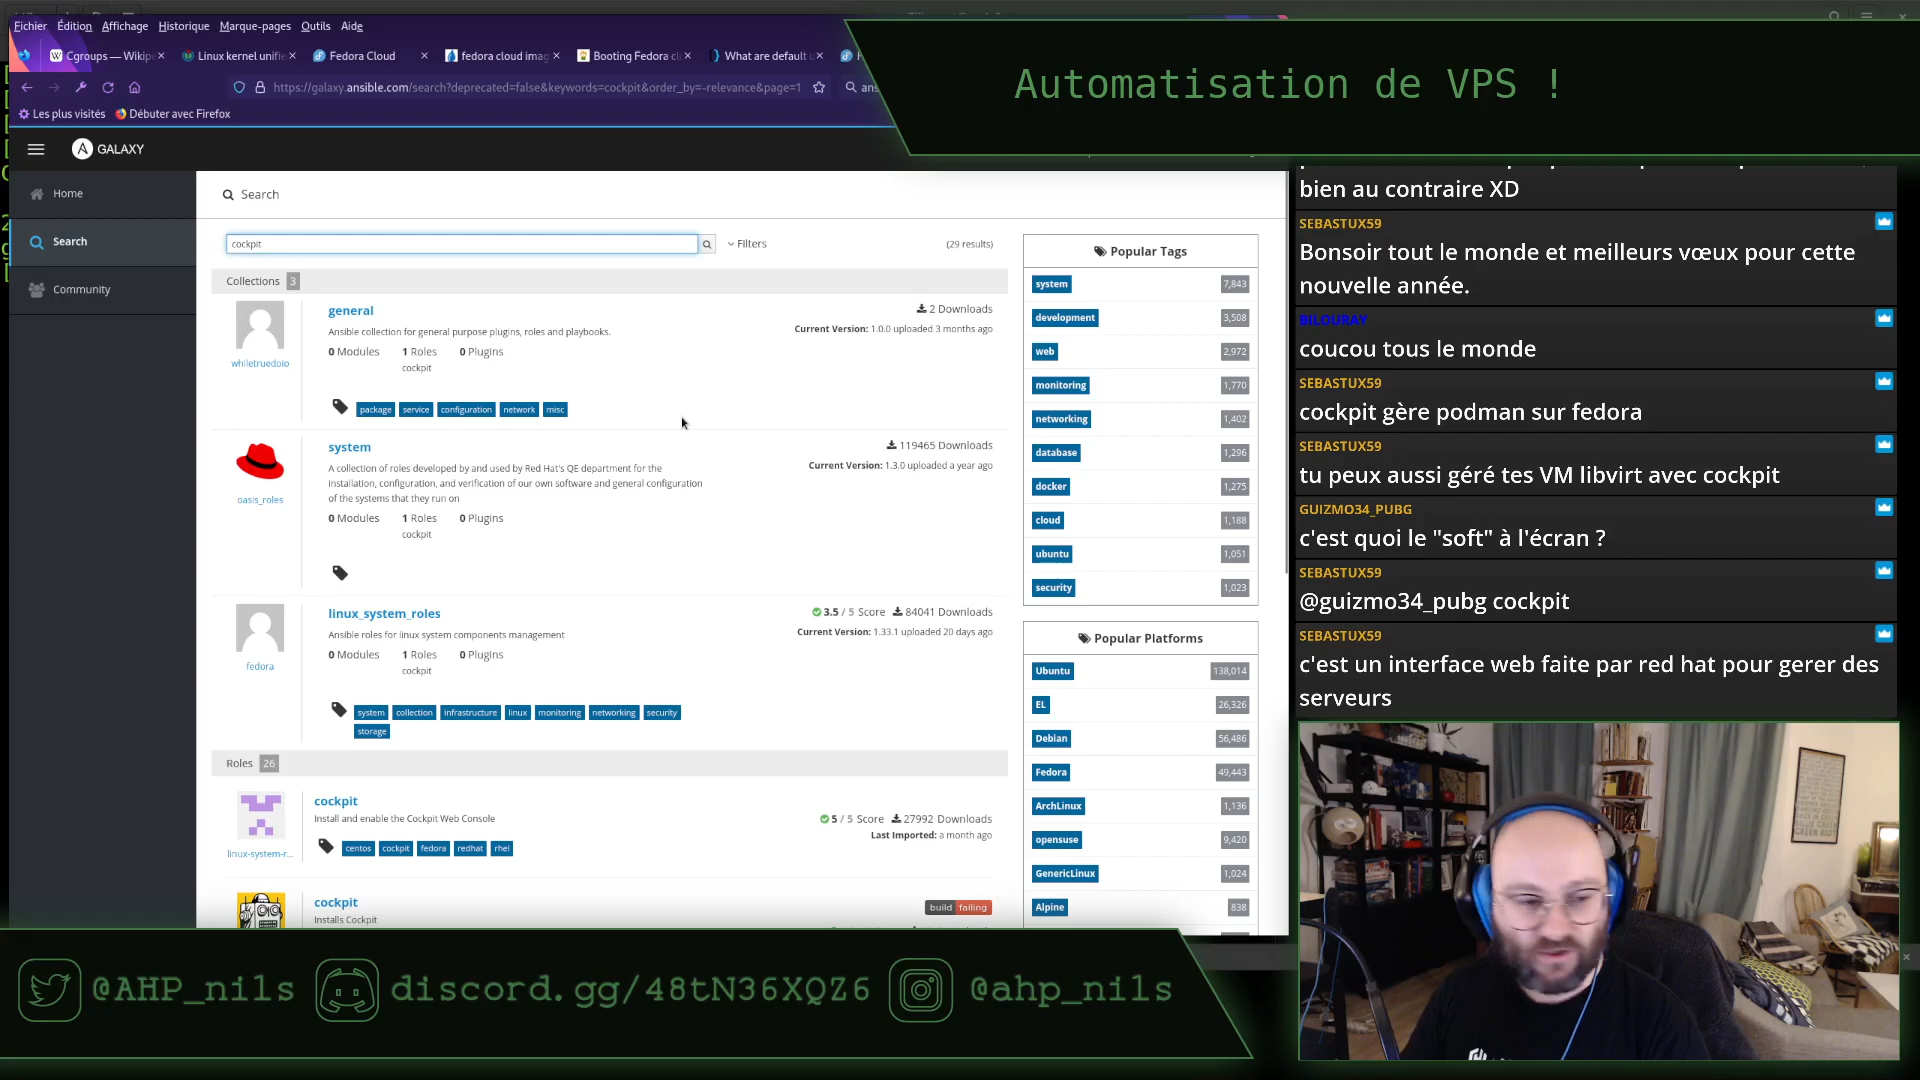 Fichier Édition Affichage Historique Marque-pages Outils Aide
Cgroups — Wikip
Linux kernel unifi
Fedora Cloud
fedora cloud imag
Booting Fedora cl
What are default u
https://galaxy.ansible.com/search?deprecated=false&keywords=cockpit&order_by=-relevance&page=1
ans
Les plus visités
Débuter avec Firefox
Automatisation de VPS !
GALAXY
Home
Search
Community
Search
cockpit
Filters
(29 results)
Collections 3
general
2 Downloads
Ansible collection for general purpose plugins, roles and playbooks.
Current Version: 1.0.0 uploaded 3 months ago
0 Modules 1 Roles 0 Plugins
whiletruedoio
cockpit
package service configuration network misc
system
119465 Downloads
A collection of roles developed by and used by Red Hat's QE department for the
Current Version: 1.3.0 uploaded a year ago
installation, configuration, and verification of our own software and general configuration
of the systems that they run on
oasis_roles
0 Modules 1 Roles 0 Plugins
cockpit
linux_system_roles
3.5 / 5 Score 84041 Downloads
Ansible roles for linux system components management
Current Version: 1.33.1 uploaded 20 days ago
0 Modules 1 Roles 0 Plugins
fedora
cockpit
system collection infrastructure linux monitoring networking security
storage
Roles 26
cockpit
Install and enable the Cockpit Web Console
5 / 5 Score 27992 Downloads
Last Imported: a month ago
centos cockpit fedora redhat rhel
linux-system-r...
cockpit
build failing
Installs Cockpit
Popular Tags
system 7,843
development 3,508
web 2,972
monitoring 1,770
networking 1,402
database 1,296
docker 1,275
cloud 1,188
ubuntu 1,051
security 1,023
Popular Platforms
Ubuntu 138,014
EL 26,326
Debian 56,486
Fedora 49,443
ArchLinux 1,136
opensuse 9,420
GenericLinux 1,024
Alpine 838
bien au contraire XD
SEBASTUX59
Bonsoir tout le monde et meilleurs vœux pour cette
nouvelle année.
BILOURAY
coucou tous le monde
SEBASTUX59
cockpit gère podman sur fedora
SEBASTUX59
tu peux aussi géré tes VM libvirt avec cockpit
GUIZMO34_PUBG
c'est quoi le "soft" à l'écran ?
SEBASTUX59
@guizmo34_pubg cockpit
SEBASTUX59
c'est un interface web faite par red hat pour gerer des
serveurs
@AHP_nils
discord.gg/48tN36XQZ6
@ahp_nils